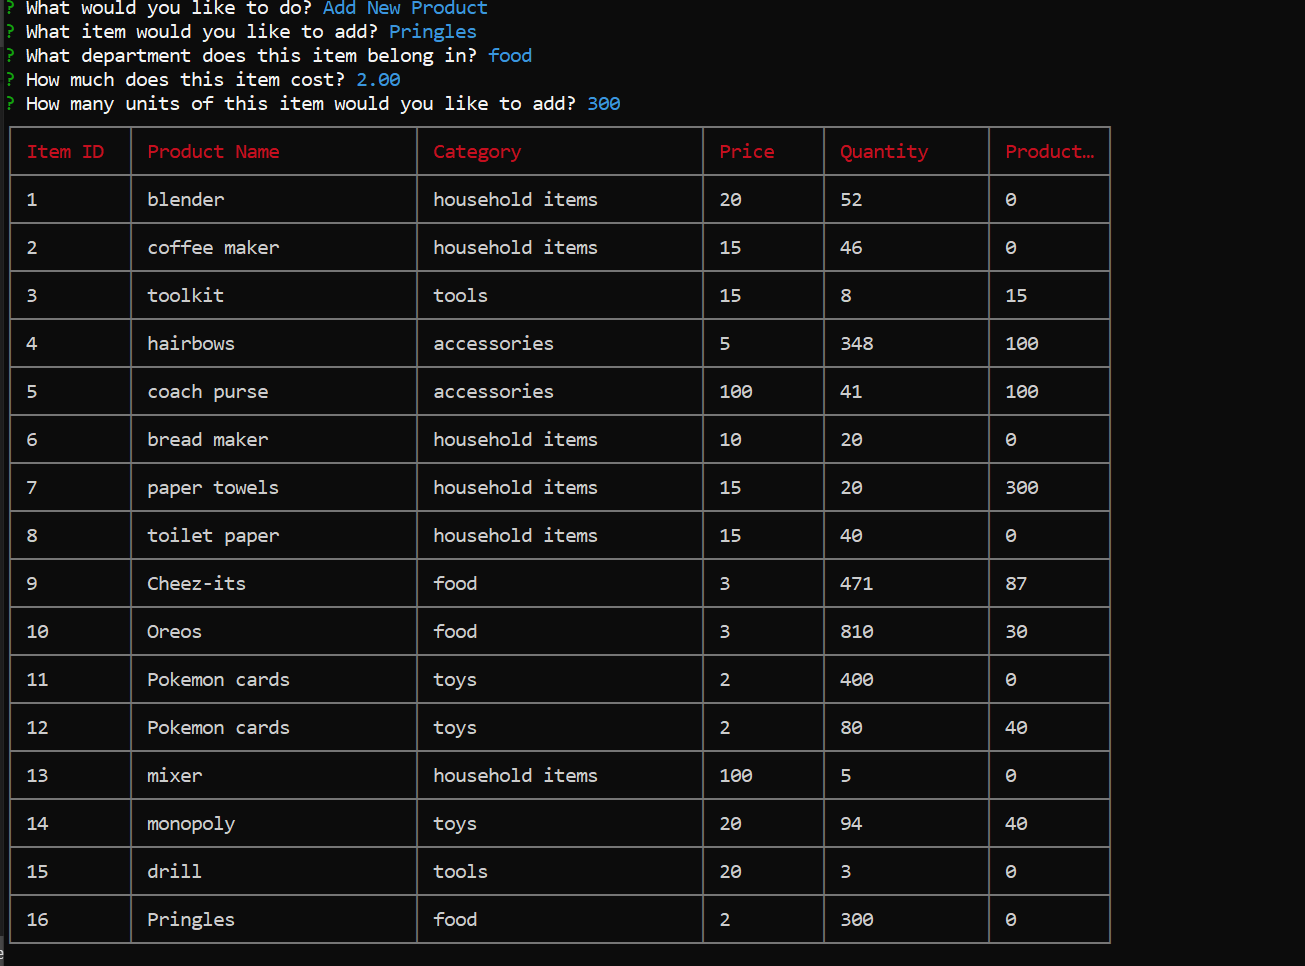 ? What would you like to do? Add New Product
? What item would you like to add? Pringles
? What department does this item belong in? food
? How much does this item cost? 2.00
? How many units of this item would you like to add? 300
Item ID Product Name Category Price Quantity Product…
1 blender household items 20 52 0
2 coffee maker household items 15 46 0
3 toolkit tools 15 8 15
4 hairbows accessories 5 348 100
5 coach purse accessories 100 41 100
6 bread maker household items 10 20 0
7 paper towels household items 15 20 300
8 toilet paper household items 15 40 0
9 Cheez-its food 3 471 87
10 Oreos food 3 810 30
11 Pokemon cards toys 2 400 0
12 Pokemon cards toys 2 80 40
13 mixer household items 100 5 0
14 monopoly toys 20 94 40
15 drill tools 20 3 0
16 Pringles food 2 300 0